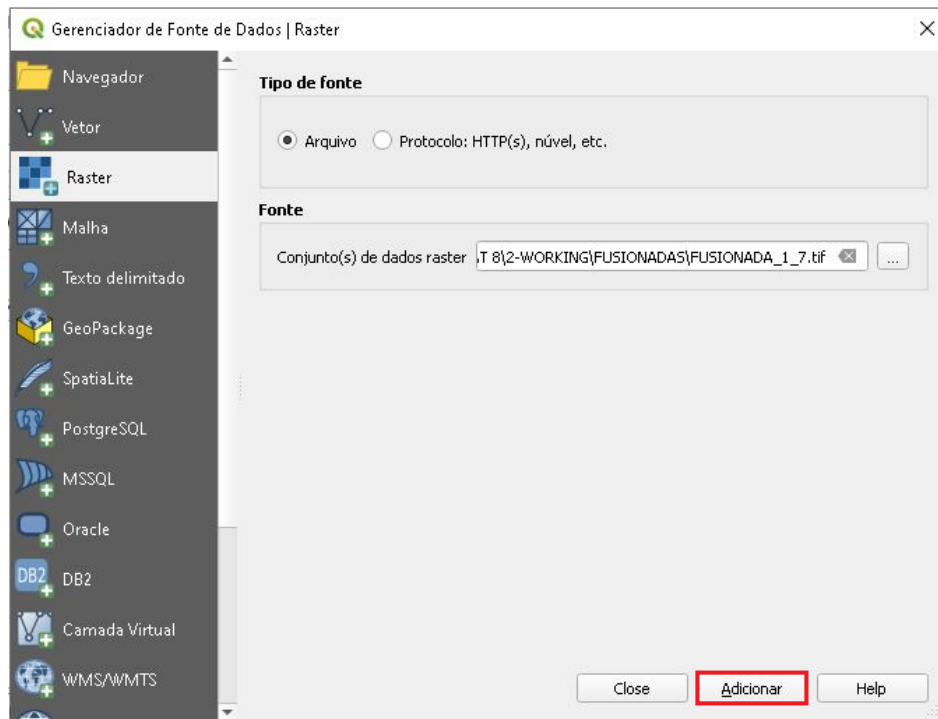 Gerenciador de Fonte de Dados | Raster
Navegador
Vetor
Raster
Malha
Texto delimitado
GeoPackage
SpatiaLite
PostgreSQL
MSSQL
Oracle
DB2
DB2
Camada Virtual
WMS/WMTS
Tipo de fonte
Arquivo
Protocolo: HTTP(s), núvel, etc.
Fonte
Conjunto(s) de dados raster
T 8\2-WORKING\FUSIONADAS\FUSIONADA_1_7.tif
...
Close
Adicionar
Help